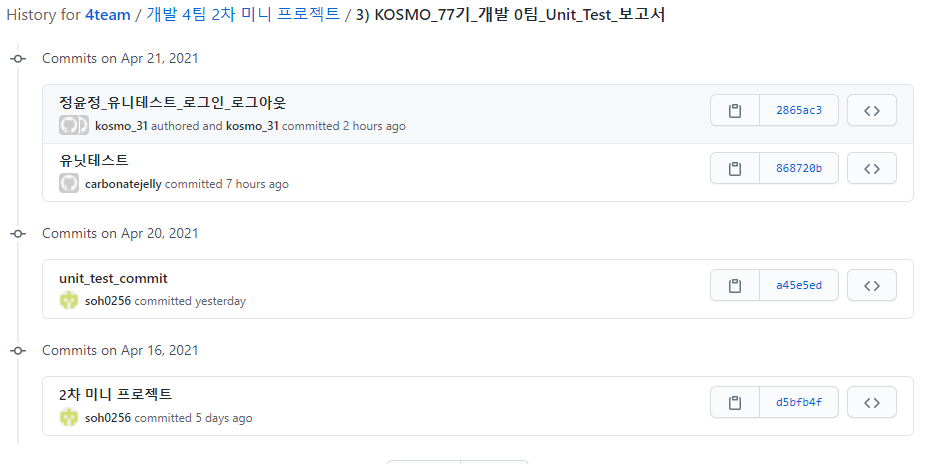 History for 4team / 개발 4팀 2차 미니 프로젝트 / 3) KOSMO_77기_개발 0팀_Unit_Test_보고서
Commits on Apr 21, 2021
정윤정_유니테스트_로그인_로그아웃
2865ac3
kosmo_31 authored and kosmo_31 committed 2 hours ago
유닛테스트
868720b
carbonatejelly committed 7 hours ago
Commits on Apr 20, 2021
unit_test_commit
a45e5ed
soh0256 committed yesterday
Commits on Apr 16, 2021
2차 미니 프로젝트
d5bfb4f
soh0256 committed 5 days ago